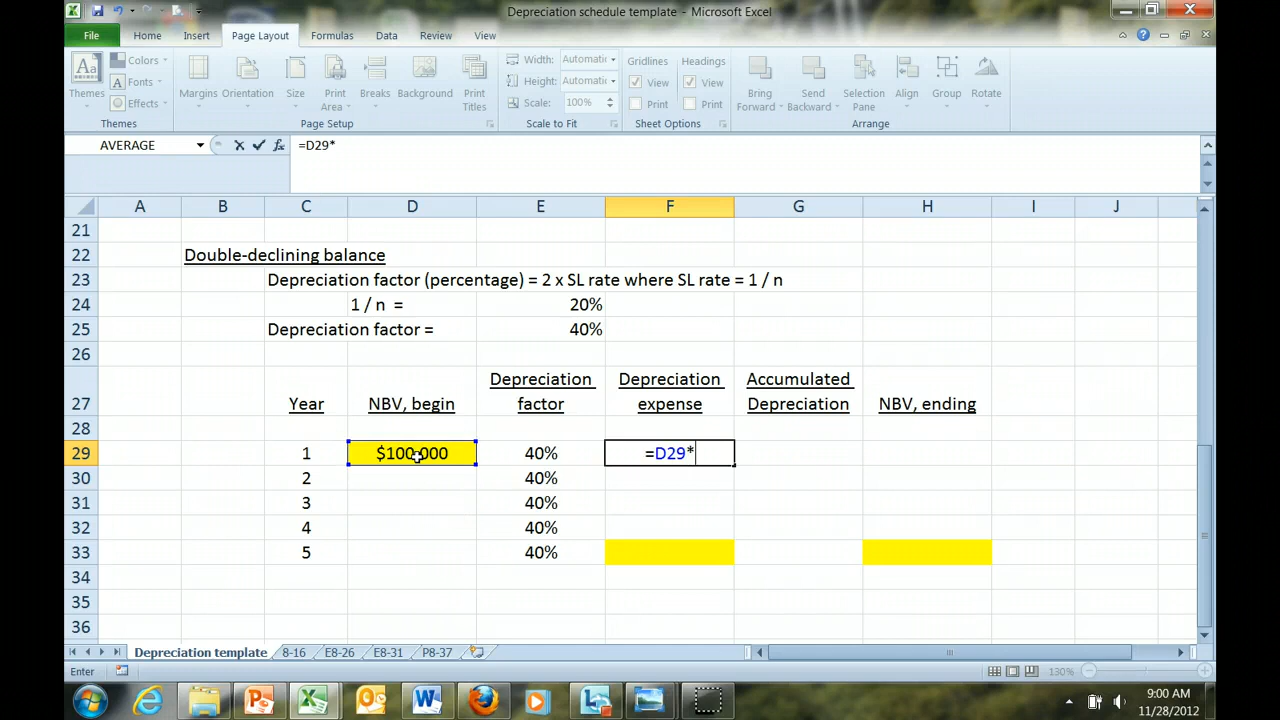 Depreciation schedule template - Microsoft Excel
File Home Insert Page Layout Formulas Data Review View
Themes Colors Fonts Effects Themes
Margins Orientation Size Print Area Breaks Background Print Titles Page Setup
Width: Automatic Height: Automatic Scale: 100% Scale to Fit
Gridlines View Print Headings View Print Sheet Options
Bring Forward Send Backward Selection Pane Align Group Rotate Arrange
AVERAGE fx =D29*
A B C D E F G H I J
21
22 Double-declining balance
23 Depreciation factor (percentage) = 2 x SL rate where SL rate = 1 / n
24 1 / n = 20%
25 Depreciation factor = 40%
26
27 Year NBV, begin Depreciation factor Depreciation expense Accumulated Depreciation NBV, ending
28
29 1 $100,000 40% =D29*
30 2 40%
31 3 40%
32 4 40%
33 5 40%
34
35
36
Depreciation template 8-16 E8-26 E8-31 P8-37
Enter 130%
9:00 AM
11/28/2012